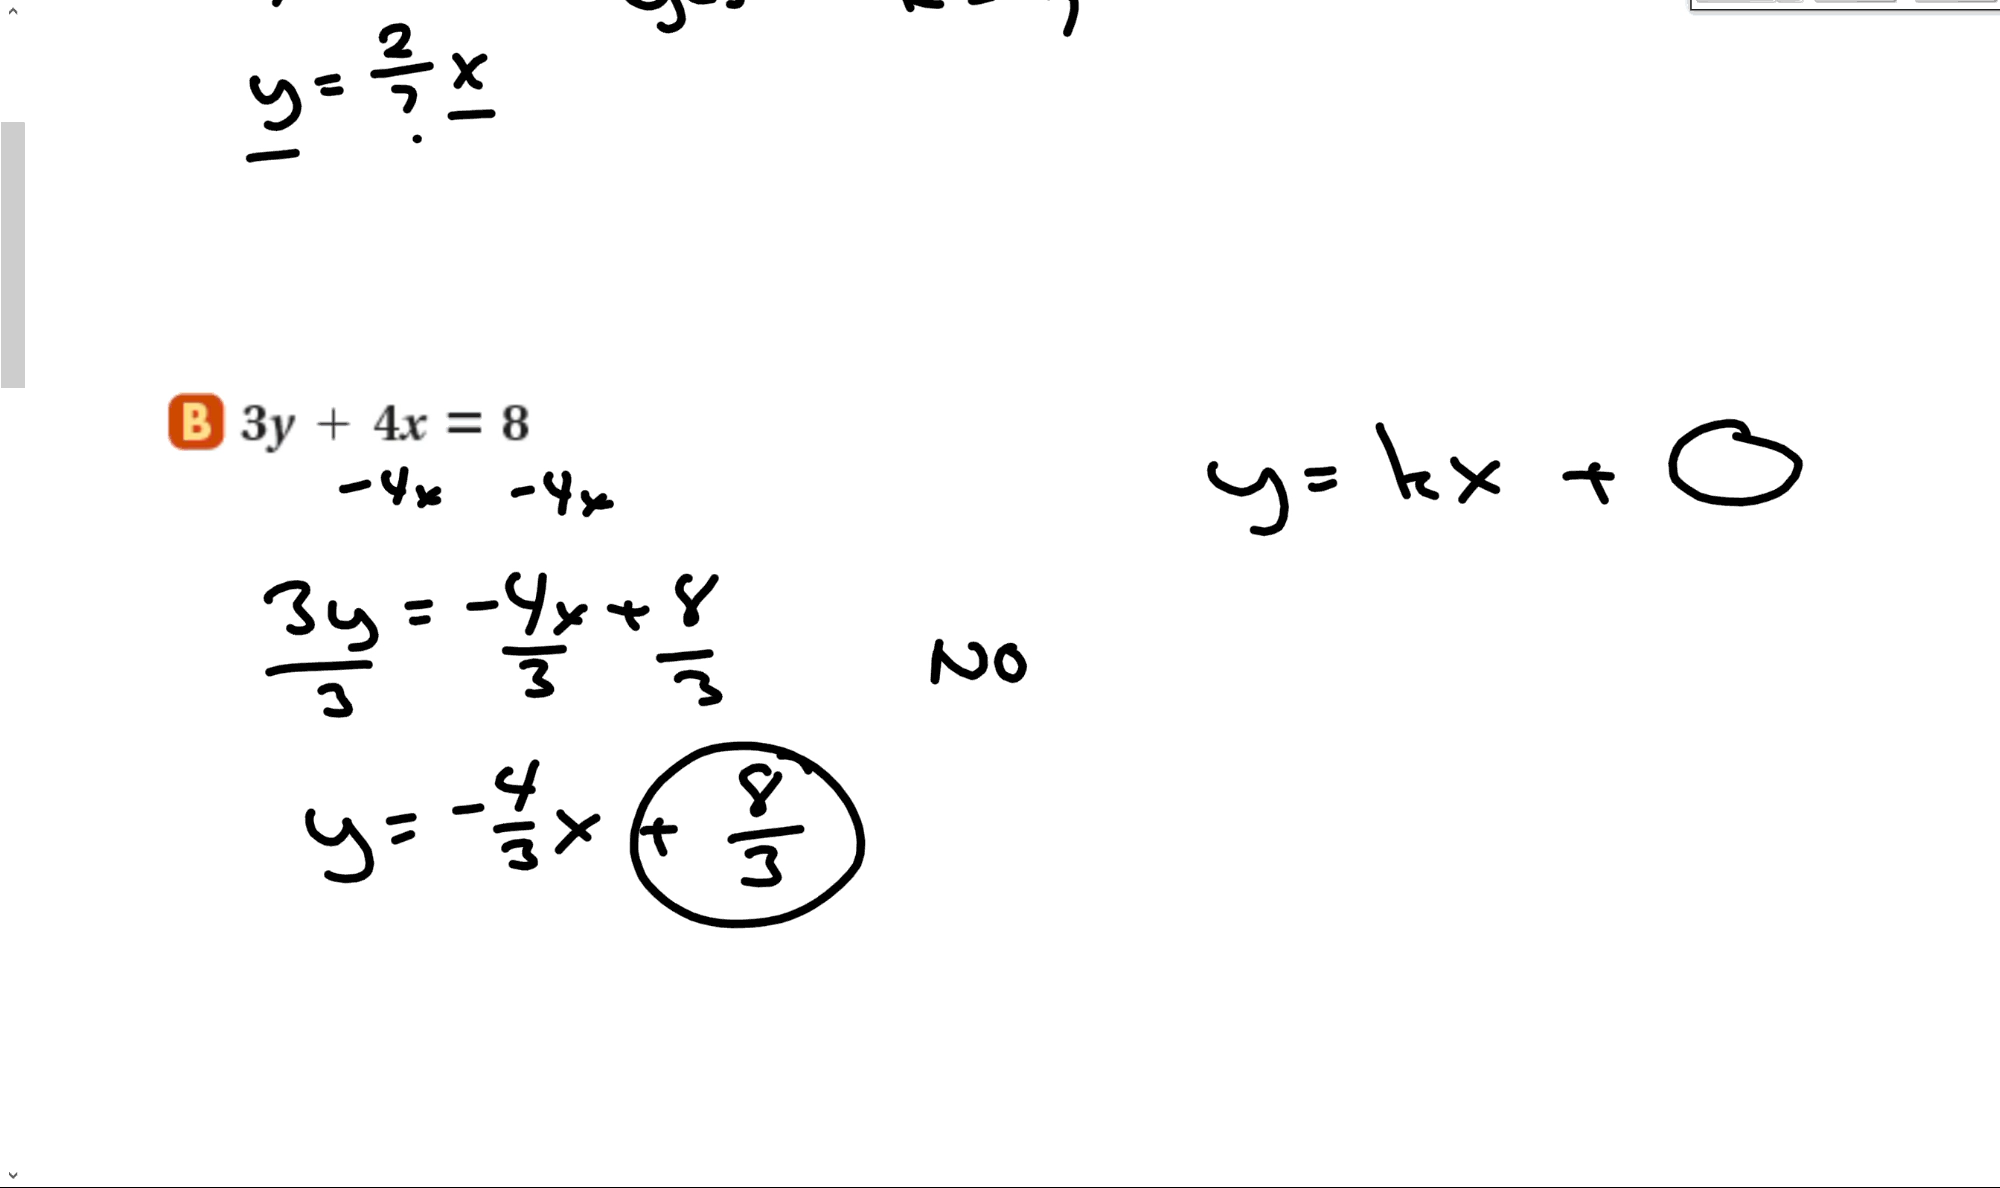 y = 2/? x
B 3y + 4x = 8
-4x -4x
y = kx + 0
3y/3 = -4x/3 + 8/3
NO
y = -4/3 x + 8/3